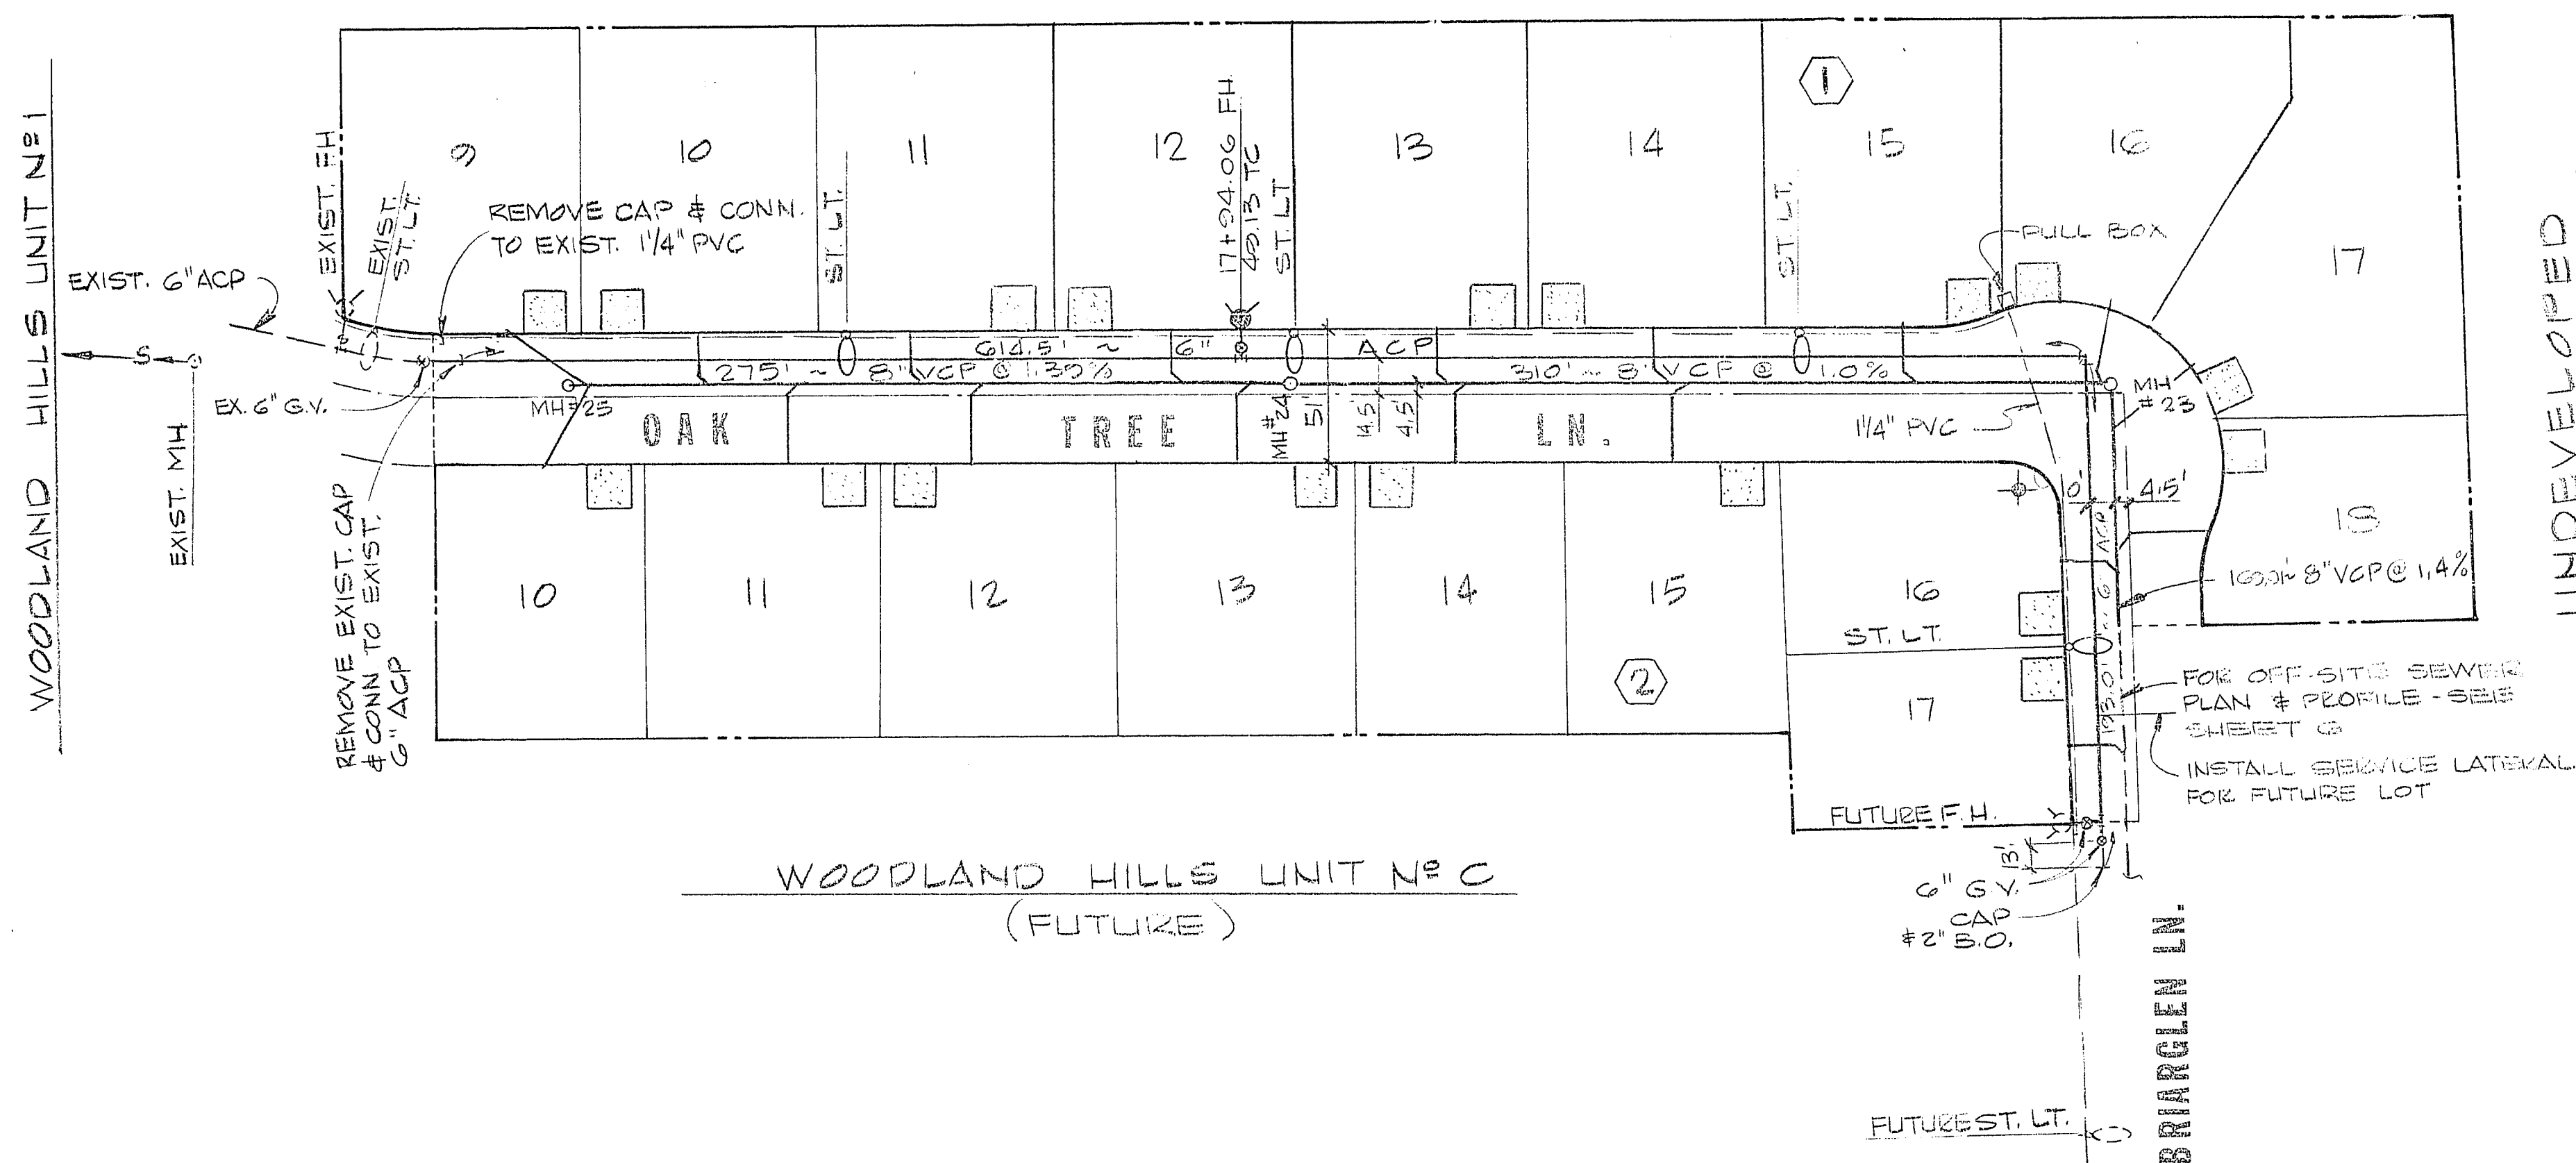 WOODLAND HILLS UNIT Nº 1
EXIST. 6" ACP
S
EXIST. MH
EXIST. FH
EXIST.
ST. LT.
REMOVE CAP & CONN.
TO EXIST. 1 1/4" PVC
EX. 6" G.V.
REMOVE EXIST. CAP
& CONN TO EXIST.
6" ACP
9
10
11
12
13
14
15
16
17
18
1
ST. LT.
17+94.06 FH
49.13 TC
ST. LT
ST. LT.
PULL BOX
614.5' ~ 6" ACP
275' ~ 8" VCP @ 1.35%
310' ~ 8" VCP @ 1.0%
MH #25
MH #24
51'
14.5'
4.5'
MH
#23
OAK TREE LN.
1 1/4" PVC
4.5'
6" ACP
193.0'
8" VCP @ 1.4%
10
11
12
13
14
15
16
17
2
ST. LT.
FOR OFF-SITE SEWER
PLAN & PROFILE - SEE
SHEET
INSTALL SERVICE LATERAL
FOR FUTURE LOT
FUTURE F.H.
13'
6" G.V.
CAP
& 2" B.O.
WOODLAND HILLS UNIT Nº C
(FUTURE)
UNDEVELOPED
BRIARGLEN LN.
FUTURE ST. LT.